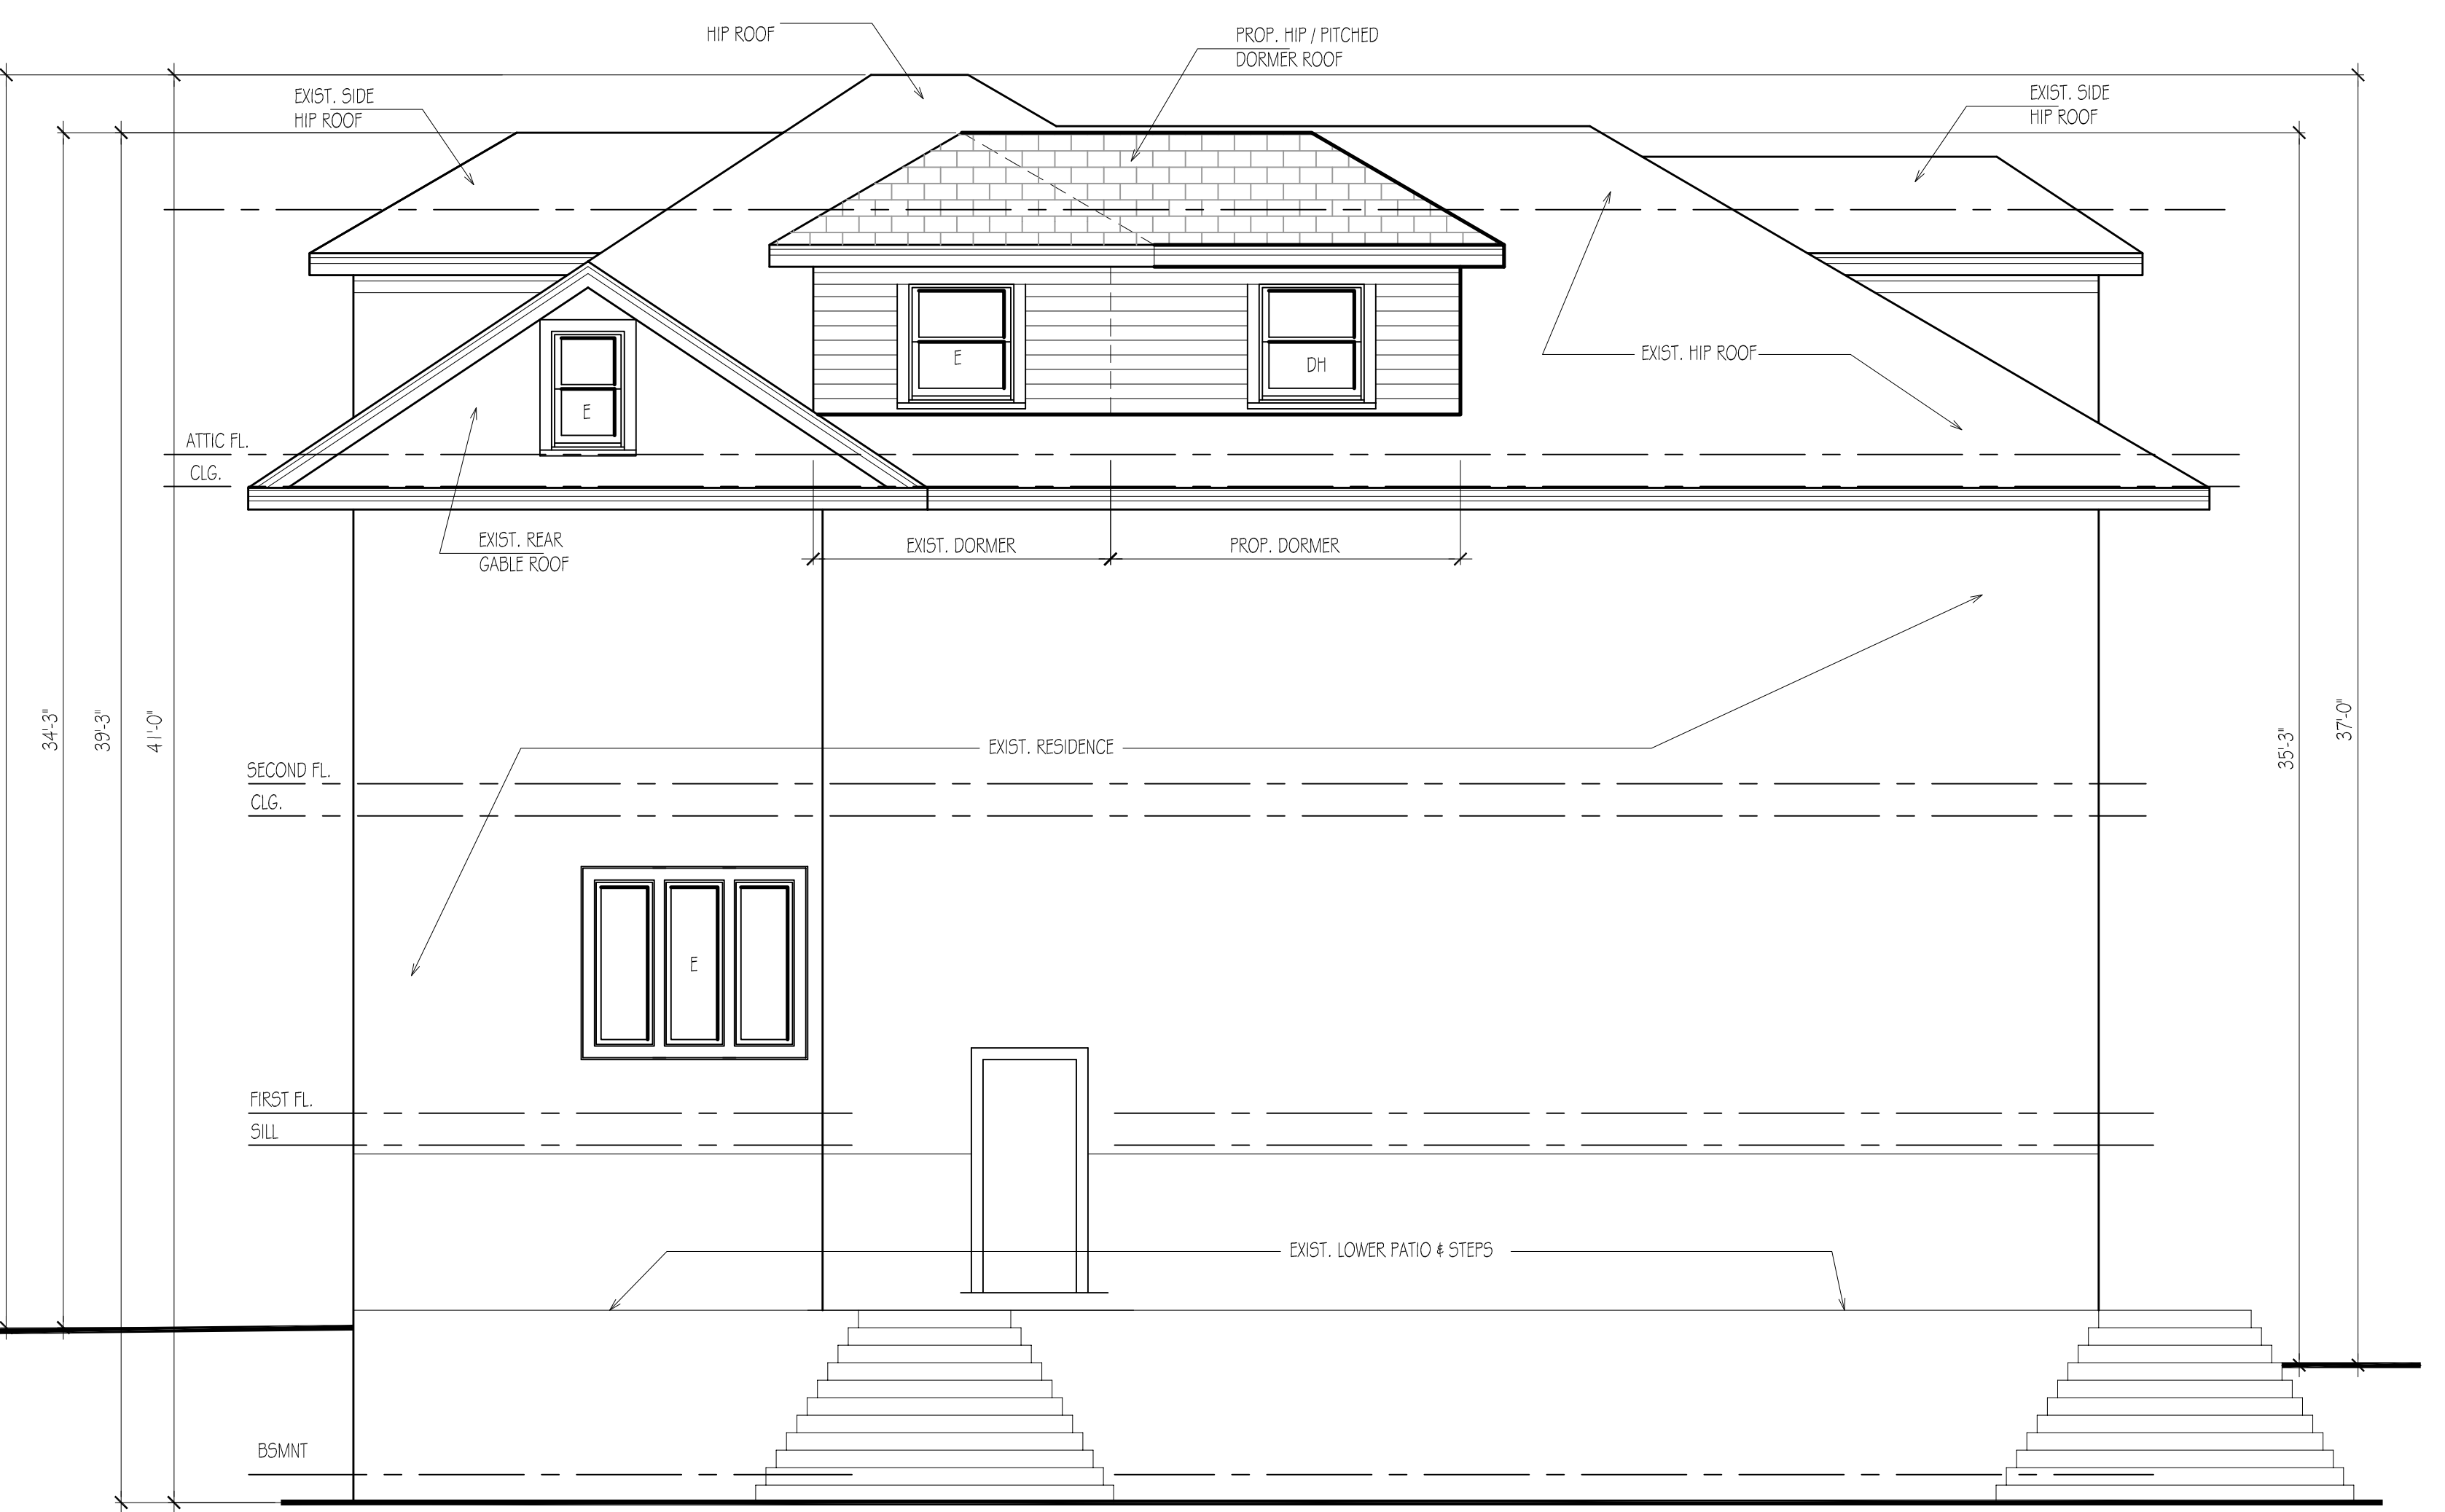 HIP ROOF
PROP. HIP / PITCHED
DORMER ROOF
EXIST. SIDE
HIP ROOF
EXIST. SIDE
HIP ROOF
E
DH
EXIST. HIP ROOF
E
ATTIC FL.
CLG.
EXIST. REAR
GABLE ROOF
EXIST. DORMER
PROP. DORMER
34'-3"
39'-3"
41'-0"
35'-3"
37'-0"
EXIST. RESIDENCE
SECOND FL.
CLG.
E
FIRST FL.
SILL
EXIST. LOWER PATIO & STEPS
BSMNT